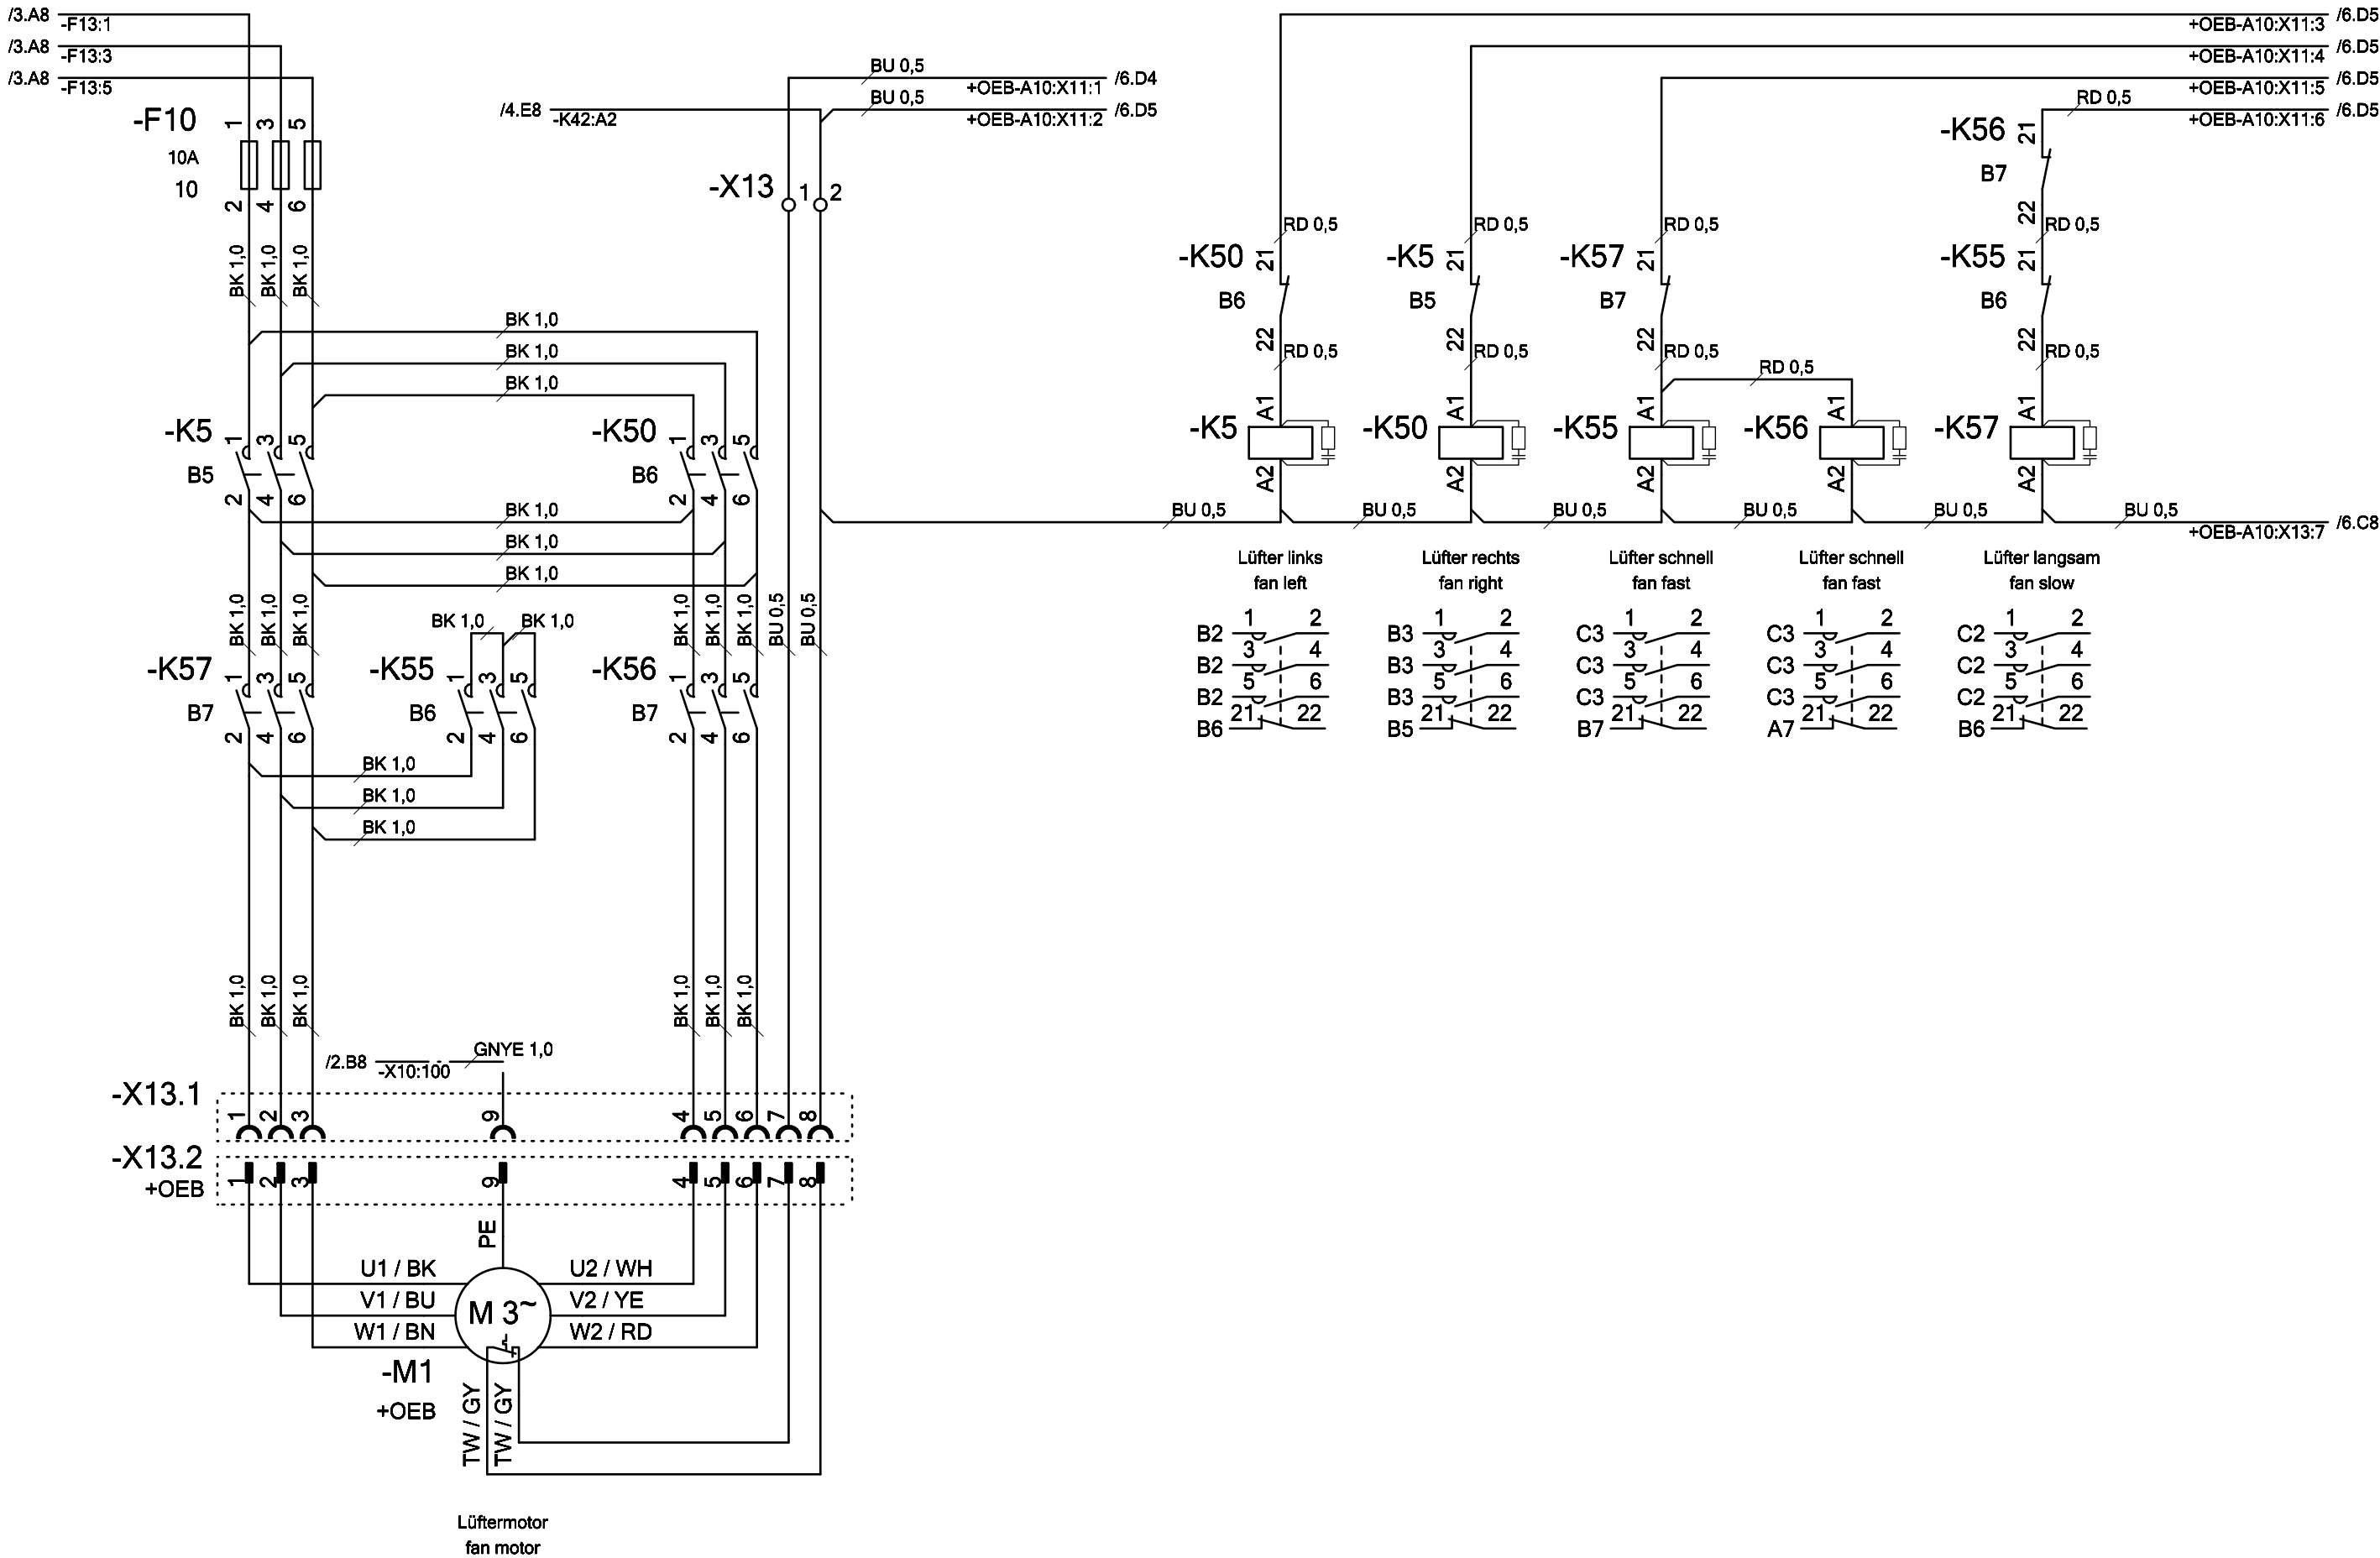 /3.A8
-F13:1
/3.A8
-F13:3
/3.A8
-F13:5
/6.D5
+OEB-A10:X11:3
/6.D5
+OEB-A10:X11:4
/6.D5
+OEB-A10:X11:5
RD 0,5
/6.D5
+OEB-A10:X11:6
BU 0,5
/6.D4
+OEB-A10:X11:1
/4.E8
-K42:A2
BU 0,5
/6.D5
+OEB-A10:X11:2
-F10
10A
10
1
3
5
2
4
6
-X13
1
2
-K56
B7
21
22
BK 1,0
BK 1,0
BK 1,0
RD 0,5
RD 0,5
RD 0,5
RD 0,5
-K50
B6
21
22
-K5
B5
21
22
-K57
B7
21
22
-K55
B6
21
22
BK 1,0
BK 1,0
BK 1,0
RD 0,5
RD 0,5
RD 0,5
RD 0,5
RD 0,5
-K5
B5
1
3
5
2
4
6
-K50
B6
1
3
5
2
4
6
-K5
A1
A2
-K50
A1
A2
-K55
A1
A2
-K56
A1
A2
-K57
A1
A2
BK 1,0
BK 1,0
BK 1,0
BU 0,5
BU 0,5
BU 0,5
BU 0,5
BU 0,5
BU 0,5
/6.C8
+OEB-A10:X13:7
Lüfter links
fan left
Lüfter rechts
fan right
Lüfter schnell
fan fast
Lüfter schnell
fan fast
Lüfter langsam
fan slow
B2 1 2
B2 3 4
B2 5 6
B6 21 22
B3 1 2
B3 3 4
B3 5 6
B5 21 22
C3 1 2
C3 3 4
C3 5 6
B7 21 22
C3 1 2
C3 3 4
C3 5 6
A7 21 22
C2 1 2
C2 3 4
C2 5 6
B6 21 22
BK 1,0
BK 1,0
BK 1,0
BK 1,0
BK 1,0
BK 1,0
BK 1,0
BK 1,0
BU 0,5
BU 0,5
-K57
B7
1
3
5
2
4
6
-K55
B6
1
3
5
2
4
6
-K56
B7
1
3
5
2
4
6
BK 1,0
BK 1,0
BK 1,0
BK 1,0
BK 1,0
BK 1,0
BK 1,0
BK 1,0
BK 1,0
/2.B8
-X10:100
GNYE 1,0
-X13.1
1
2
3
9
4
5
6
7
8
-X13.2
+OEB
1
2
3
9
4
5
6
7
8
PE
U1 / BK
V1 / BU
W1 / BN
M 3~
U2 / WH
V2 / YE
W2 / RD
-M1
+OEB
TW / GY
TW / GY
Lüftermotor
fan motor